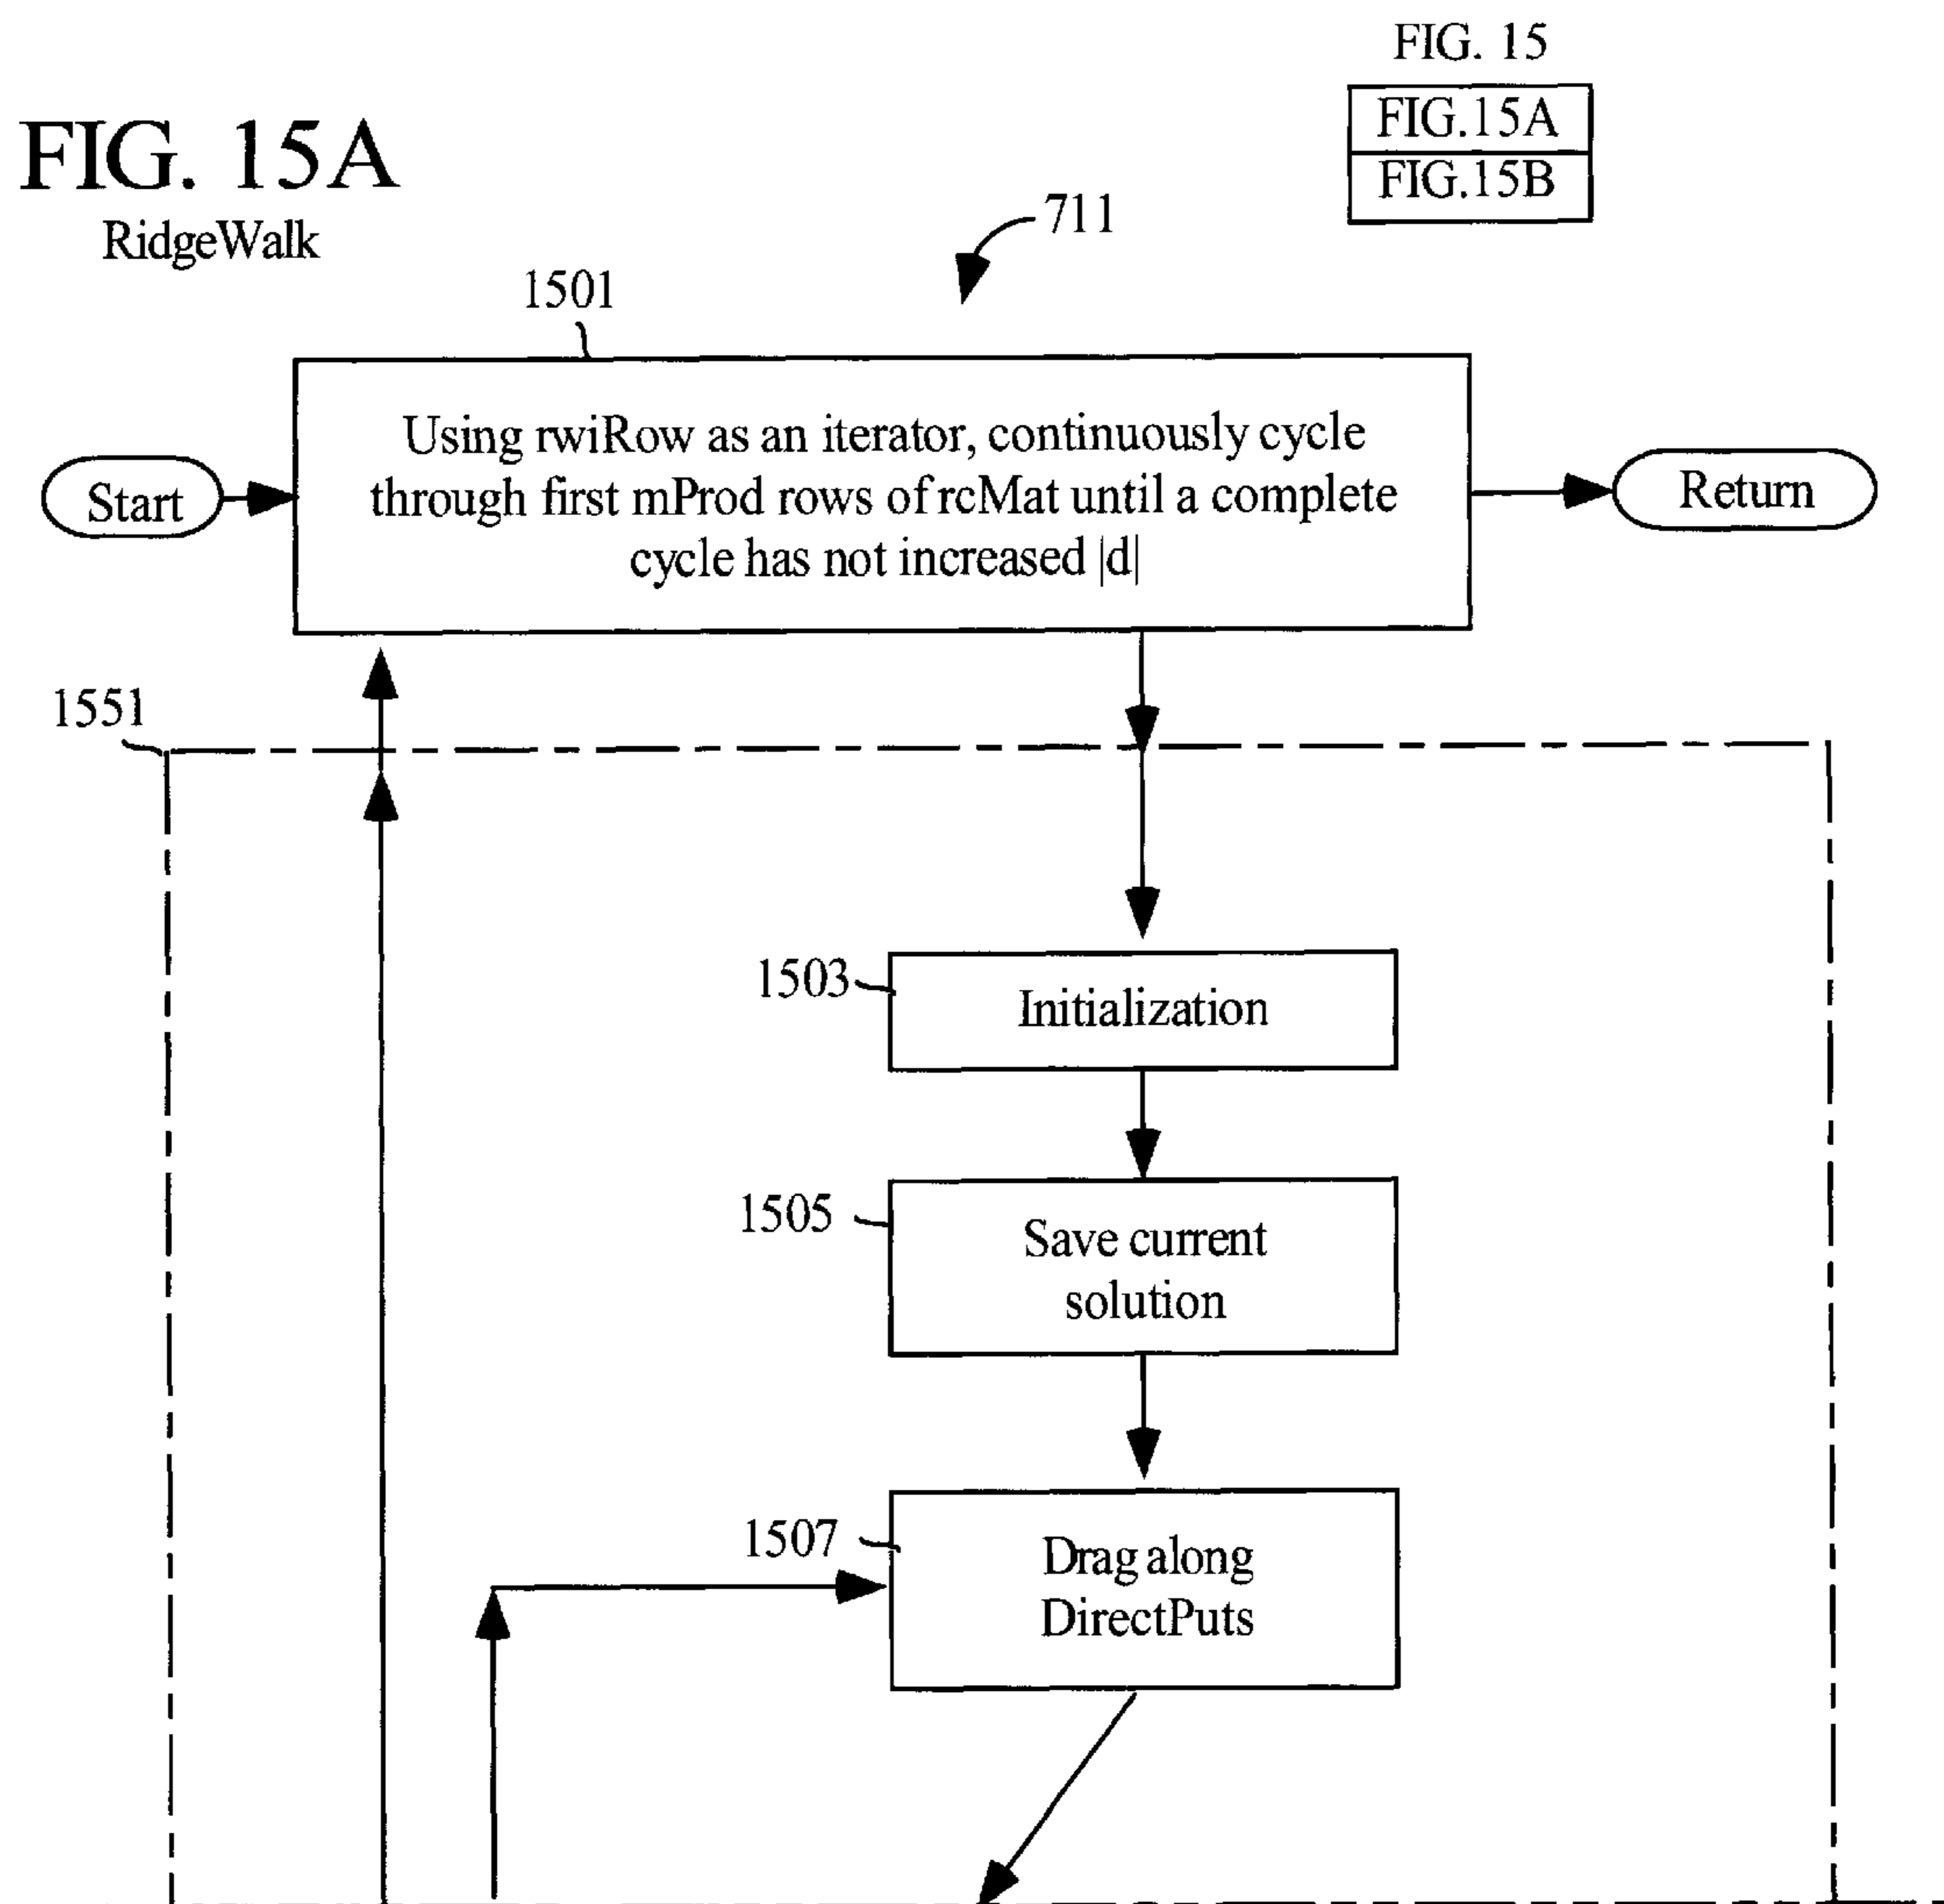 FIG. 15
FIG.15A
FIG.15B
FIG. 15A
RidgeWalk
711
1501
Using rwiRow as an iterator, continuously cycle
through first mProd rows of rcMat until a complete
cycle has not increased |d|
Start
Return
1551
1503
Initialization
1505
Save current
solution
1507
Drag along
DirectPuts